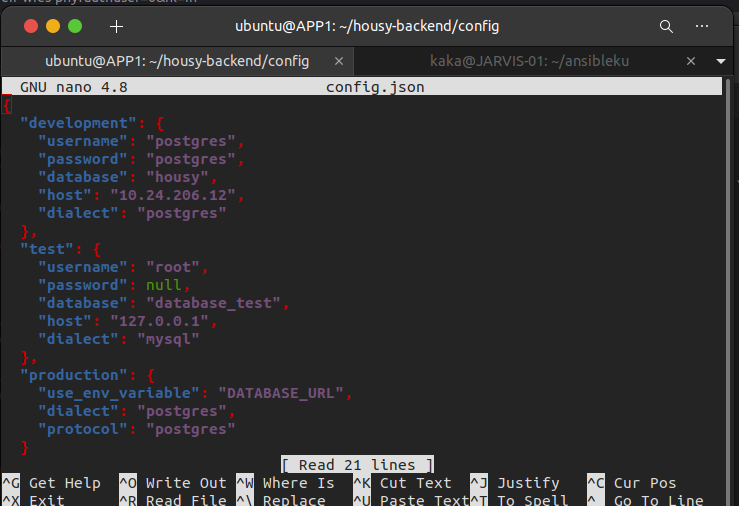 ubuntu@APP1: ~/housy-backend/config
ubuntu@APP1: ~/housy-backend/config
kaka@JARVIS-01: ~/ansibleku
GNU nano 4.8 config.json
{
"development": {
"username": "postgres",
"password": "postgres",
"database": "housy",
"host": "10.24.206.12",
"dialect": "postgres"
},
"test": {
"username": "root",
"password": null,
"database": "database_test",
"host": "127.0.0.1",
"dialect": "mysql"
},
"production": {
"use_env_variable": "DATABASE_URL",
"dialect": "postgres",
"protocol": "postgres"
}
[ Read 21 lines ]
^G Get Help ^O Write Out ^W Where Is ^K Cut Text ^J Justify ^C Cur Pos
^X Exit ^R Read File ^\ Replace ^U Paste Text ^T To Spell ^_ Go To Line